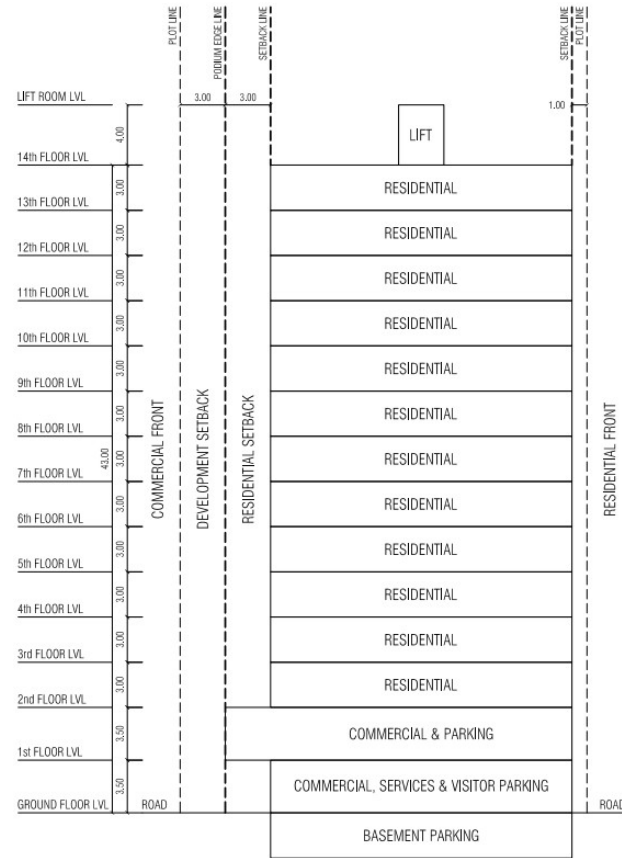 PLOT LINE
PODIUM EDGE LINE
SETBACK LINE
SETBACK LINE
PLOT LINE
LIFT ROOM LVL
3.00
3.00
1.00
4.00
LIFT
14th FLOOR LVL
3.00
RESIDENTIAL
13th FLOOR LVL
3.00
RESIDENTIAL
12th FLOOR LVL
3.00
RESIDENTIAL
11th FLOOR LVL
3.00
RESIDENTIAL
10th FLOOR LVL
3.00
RESIDENTIAL
9th FLOOR LVL
3.00
RESIDENTIAL
8th FLOOR LVL
43.00
3.00
COMMERCIAL FRONT
DEVELOPMENT SETBACK
RESIDENTIAL SETBACK
RESIDENTIAL
RESIDENTIAL FRONT
7th FLOOR LVL
3.00
RESIDENTIAL
6th FLOOR LVL
3.00
RESIDENTIAL
5th FLOOR LVL
3.00
RESIDENTIAL
4th FLOOR LVL
3.00
RESIDENTIAL
3rd FLOOR LVL
3.00
RESIDENTIAL
2nd FLOOR LVL
3.50
COMMERCIAL & PARKING
1st FLOOR LVL
3.50
COMMERCIAL, SERVICES & VISITOR PARKING
GROUND FLOOR LVL
ROAD
ROAD
BASEMENT PARKING